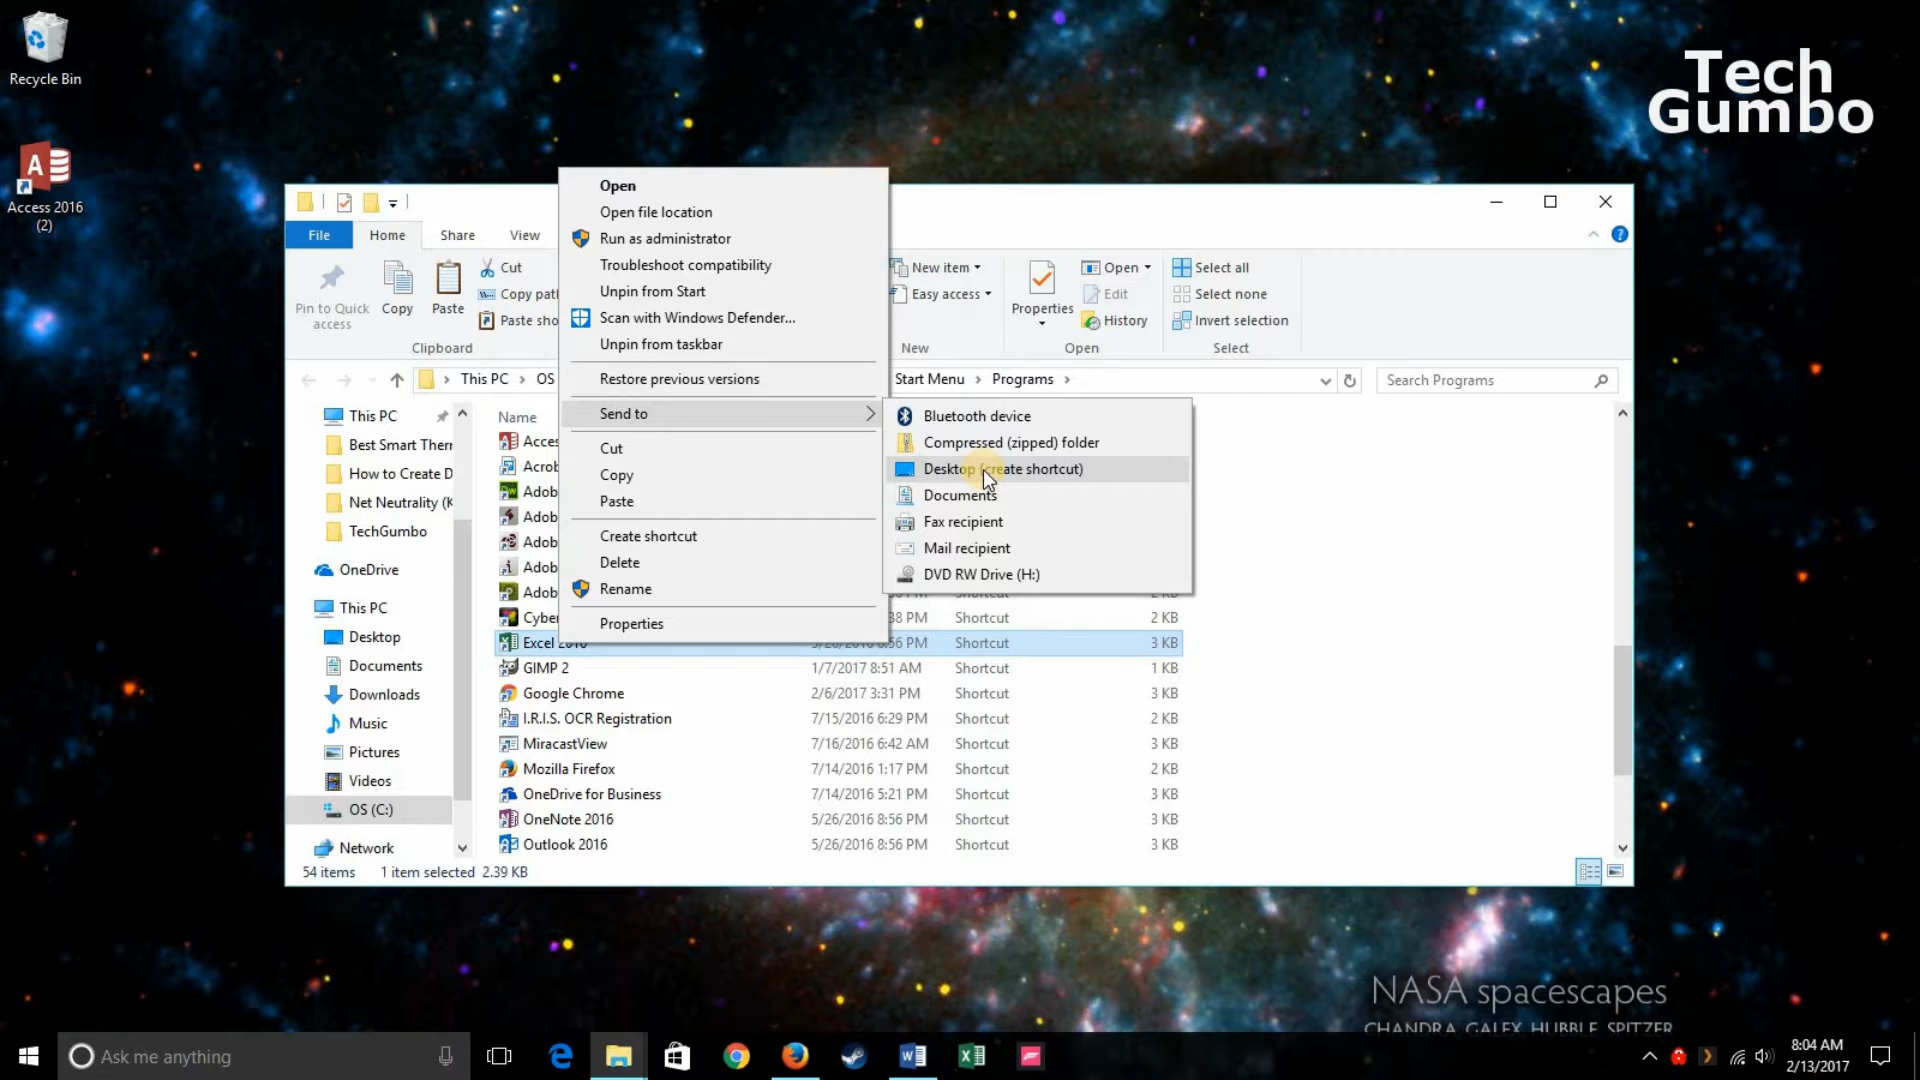 Recycle Bin
Access 2016
(2)
Tech
Gumbo
File
Home
Share
View
Pin to Quick
access
Copy
Paste
Cut
Copy pat
Paste sho
Clipboard
New item
Easy access
New
Properties
Open
Edit
History
Open
Select all
Select none
Invert selection
Select
This PC
OS
Start Menu
Programs
Search Programs
Open
Open file location
Run as administrator
Troubleshoot compatibility
Unpin from Start
Scan with Windows Defender...
Unpin from taskbar
Restore previous versions
Send to
Cut
Copy
Paste
Create shortcut
Delete
Rename
Properties
Bluetooth device
Compressed (zipped) folder
Desktop (create shortcut)
Documents
Fax recipient
Mail recipient
DVD RW Drive (H:)
This PC
Best Smart Ther
How to Create D
Net Neutrality (K
TechGumbo
OneDrive
This PC
Desktop
Documents
Downloads
Music
Pictures
Videos
OS (C:)
Network
Name
Acces
Acrob
Adob
Adob
Adob
Adob
Adob
Cyber 38 PM Shortcut 2 KB
Excel 2016 5/26/2016 8:56 PM Shortcut 3 KB
GIMP 2 1/7/2017 8:51 AM Shortcut 1 KB
Google Chrome 2/6/2017 3:31 PM Shortcut 3 KB
I.R.I.S. OCR Registration 7/15/2016 6:29 PM Shortcut 2 KB
MiracastView 7/16/2016 6:42 AM Shortcut 3 KB
Mozilla Firefox 7/14/2016 1:17 PM Shortcut 2 KB
OneDrive for Business 7/14/2016 5:21 PM Shortcut 3 KB
OneNote 2016 5/26/2016 8:56 PM Shortcut 3 KB
Outlook 2016 5/26/2016 8:56 PM Shortcut 3 KB
54 items 1 item selected 2.39 KB
NASA spacescapes
CHANDRA GALEX HUBBLE SPITZER
Ask me anything
8:04 AM
2/13/2017